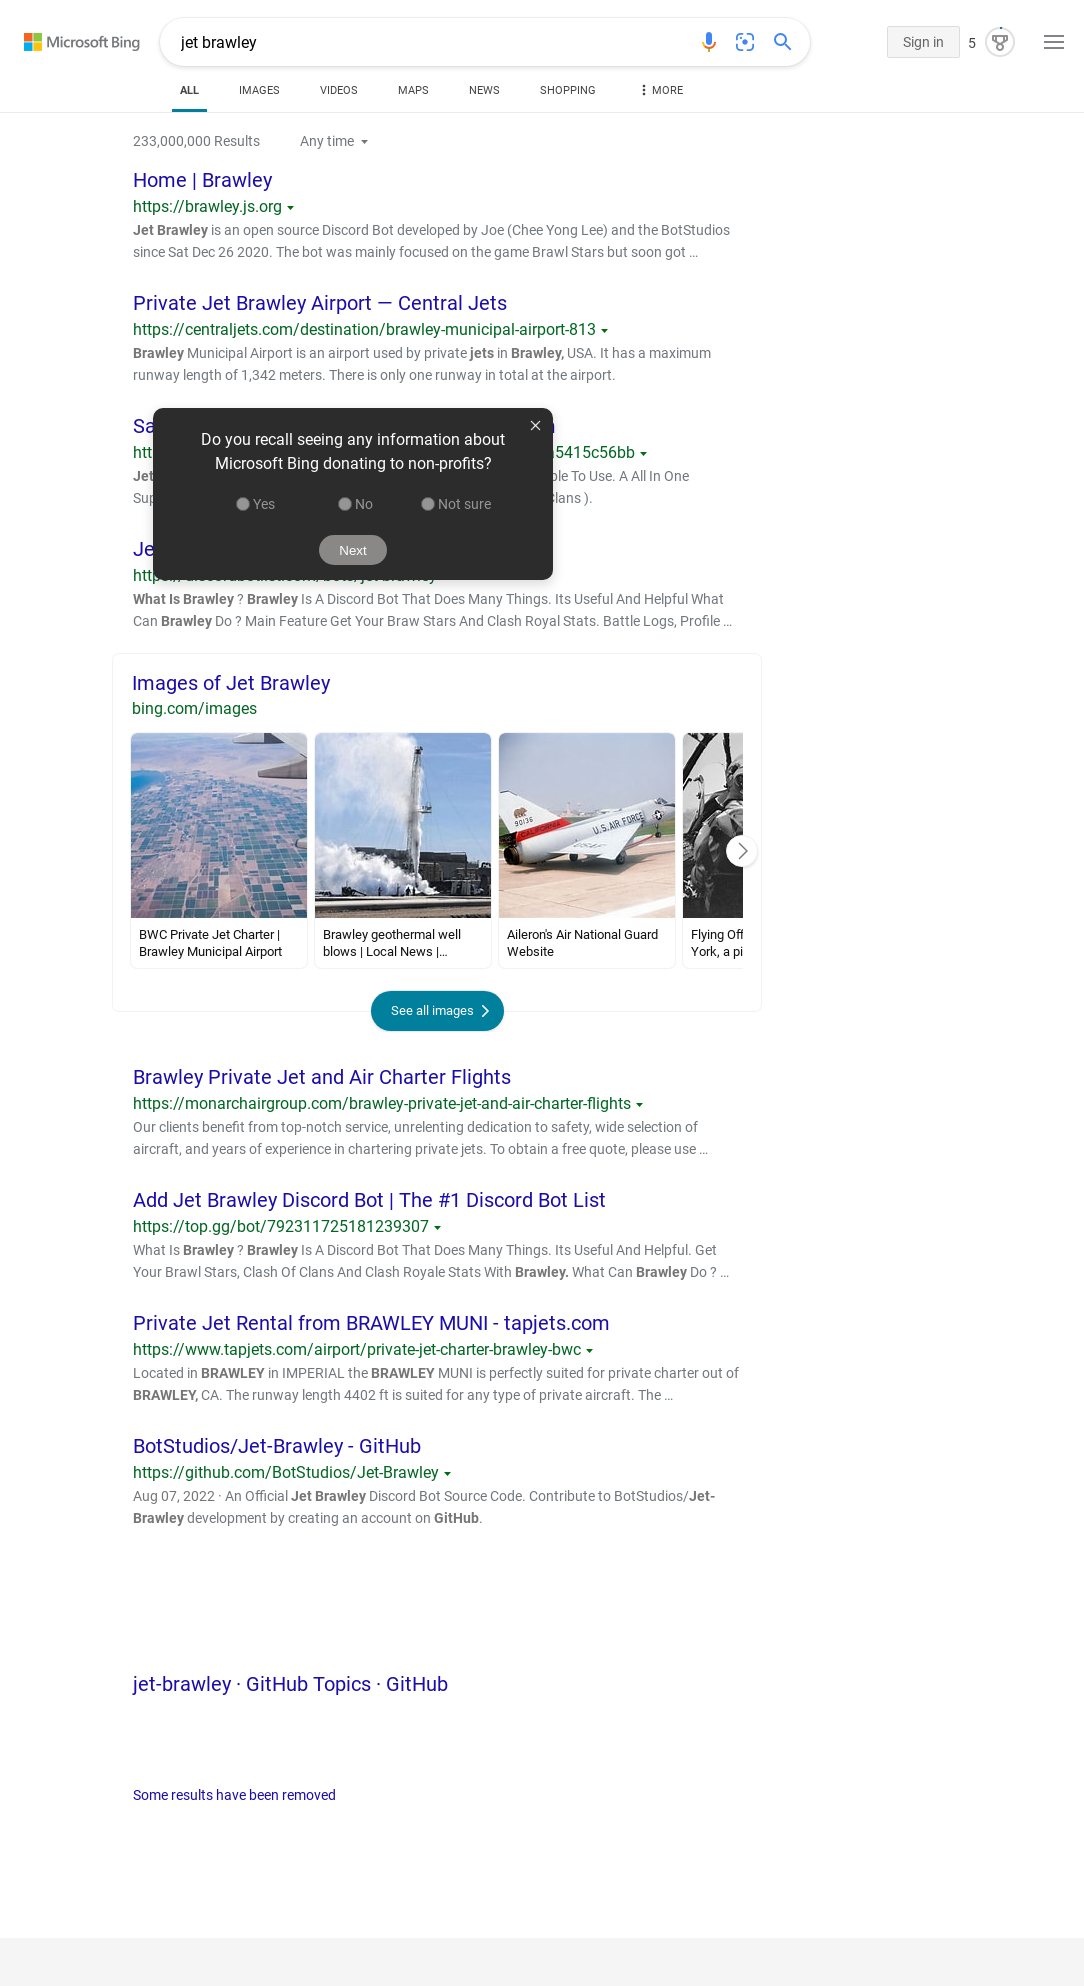 Microsoft Bing
jet brawley
Sign in
5
ALL
IMAGES
VIDEOS
MAPS
NEWS
SHOPPING
MORE
233,000,000 Results
Any time
Home | Brawley
https://brawley.js.org
Jet Brawley is an open source Discord Bot developed by Joe (Chee Yong Lee) and the BotStudios
since Sat Dec 26 2020. The bot was mainly focused on the game Brawl Stars but soon got …
Private Jet Brawley Airport — Central Jets
https://centraljets.com/destination/brawley-municipal-airport-813
Brawley Municipal Airport is an airport used by private jets in Brawley, USA. It has a maximum
runway length of 1,342 meters. There is only one runway in total at the airport.
Do you recall seeing any information about
Microsoft Bing donating to non-profits?
Yes
No
Not sure
Next
5415c56bb
To Use. A All In One
Clans ).
What Is Brawley ? Brawley Is A Discord Bot That Does Many Things. Its Useful And Helpful What
Can Brawley Do ? Main Feature Get Your Braw Stars And Clash Royal Stats. Battle Logs, Profile …
Images of Jet Brawley
bing.com/images
BWC Private Jet Charter |
Brawley Municipal Airport
Brawley geothermal well
blows | Local News |…
Aileron's Air National Guard
Website
Flying Off
York, a pi
90136
CALIFORNIA
U.S. AIR FORCE
See all images
Brawley Private Jet and Air Charter Flights
https://monarchairgroup.com/brawley-private-jet-and-air-charter-flights
Our clients benefit from top-notch service, unrelenting dedication to safety, wide selection of
aircraft, and years of experience in chartering private jets. To obtain a free quote, please use …
Add Jet Brawley Discord Bot | The #1 Discord Bot List
https://top.gg/bot/792311725181239307
What Is Brawley ? Brawley Is A Discord Bot That Does Many Things. Its Useful And Helpful. Get
Your Brawl Stars, Clash Of Clans And Clash Royale Stats With Brawley. What Can Brawley Do ? …
Private Jet Rental from BRAWLEY MUNI - tapjets.com
https://www.tapjets.com/airport/private-jet-charter-brawley-bwc
Located in BRAWLEY in IMPERIAL the BRAWLEY MUNI is perfectly suited for private charter out of
BRAWLEY, CA. The runway length 4402 ft is suited for any type of private aircraft. The …
BotStudios/Jet-Brawley - GitHub
https://github.com/BotStudios/Jet-Brawley
Aug 07, 2022 · An Official Jet Brawley Discord Bot Source Code. Contribute to BotStudios/Jet-
Brawley development by creating an account on GitHub.
jet-brawley · GitHub Topics · GitHub
Some results have been removed